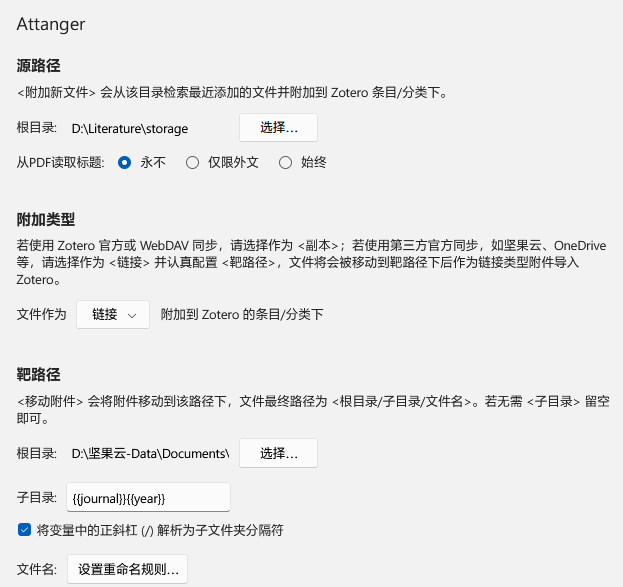 Attanger
源路径
<附加新文件> 会从该目录检索最近添加的文件并附加到 Zotero 条目/分类下。
根目录: D:\Literature\storage 选择...
从PDF读取标题: 永不 仅限外文 始终
附加类型
若使用 Zotero 官方或 WebDAV 同步，请选择作为 <副本>；若使用第三方官方同步，如坚果云、OneDrive
等，请选择作为 <链接> 并认真配置 <靶路径>，文件将会被移动到靶路径下后作为链接类型附件导入
Zotero。
文件作为 链接 附加到 Zotero 的条目/分类下
靶路径
<移动附件> 会将附件移动到该路径下，文件最终路径为 <根目录/子目录/文件名>。若无需 <子目录> 留空
即可。
根目录: D:\坚果云-Data\Documents\ 选择...
子目录: {{journal}}{{year}}
将变量中的正斜杠 (/) 解析为子文件夹分隔符
文件名: 设置重命名规则...